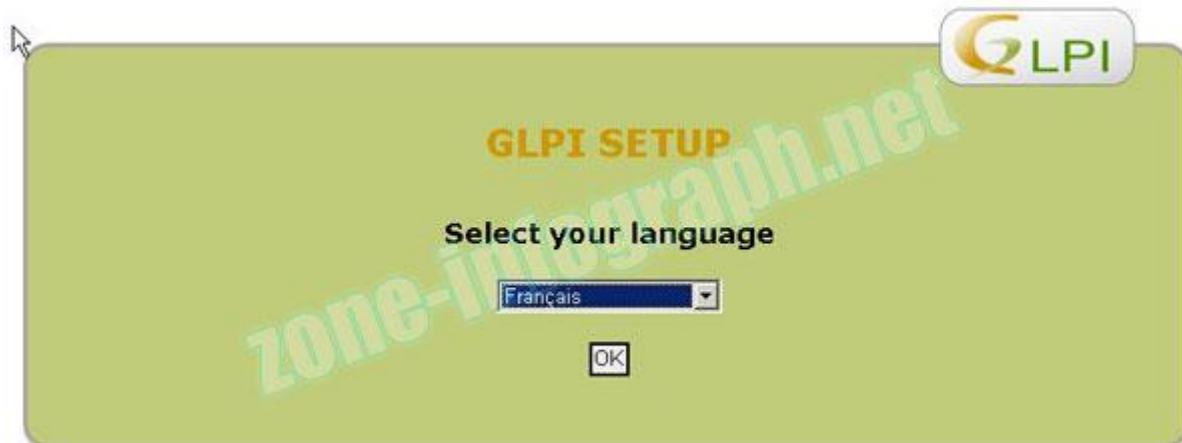 GLPI
GLPI SETUP
Select your language
Français
OK
zone-infograph.net